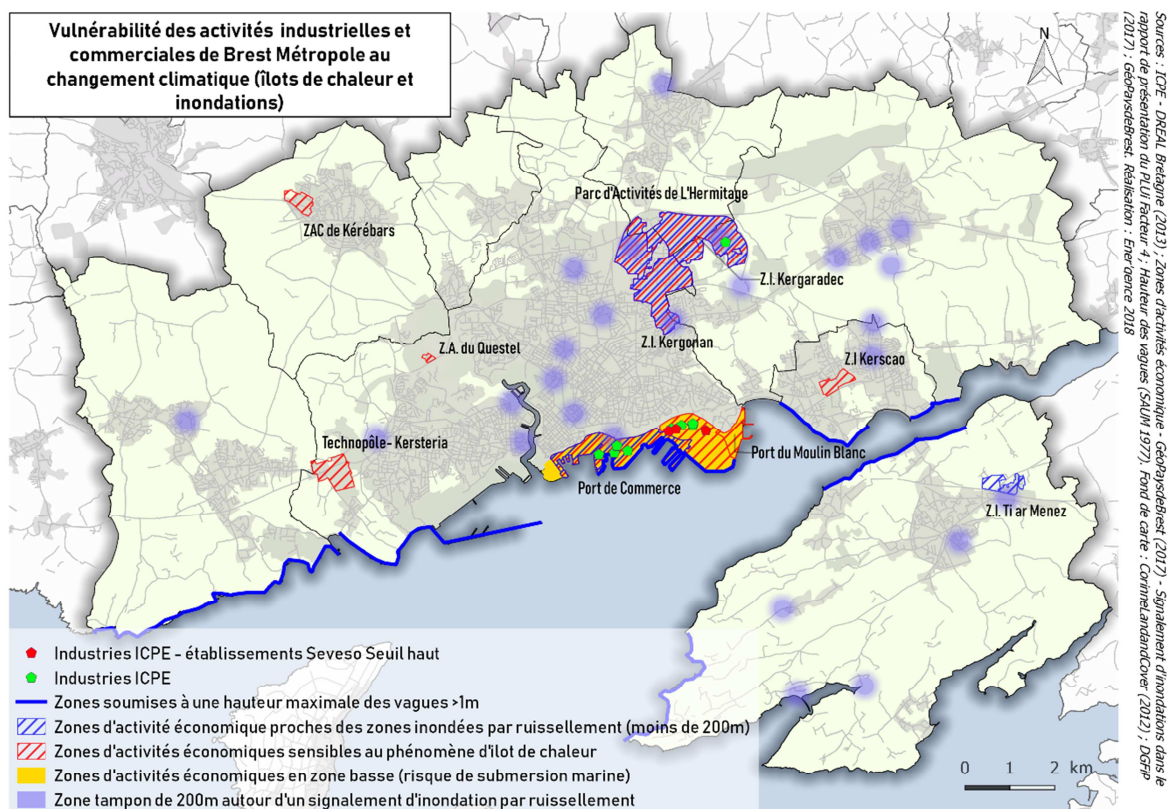 Vulnérabilité des activités industrielles et
commerciales de Brest Métropole au
changement climatique (îlots de chaleur et
inondations)
N
Sources : ICPE - DREAL Bretagne (2013) ; Zones d'activités économique - GéoPaysdeBrest (2017) - Signalement d'inondations dans le
rapport de présentation du PLUi Facteur 4 ; Hauteur des vagues (SAUM 1977). Fond de carte : CorinneLandandCover (2012) ; DGFiP
(2017) ; GéoPaysdeBrest. Réalisation : Ener'gence 2018
Parc d'Activités de L'Hermitage
ZAC de Kérébars
Z.I. Kergaradec
Z.I. Kergonan
Z.A. du Questel
Z.I Kerscao
Technopôle- Kersteria
Port du Moulin Blanc
Port de Commerce
Z.I. Ti ar Menez
Industries ICPE - établissements Seveso Seuil haut
Industries ICPE
Zones soumises à une hauteur maximale des vagues >1m
Zones d'activité économique proches des zones inondées par ruissellement (moins de 200m)
Zones d'activités économiques sensibles au phénomène d'ilot de chaleur
Zones d'activités économiques en zone basse (risque de submersion marine)
Zone tampon de 200m autour d'un signalement d'inondation par ruissellement
0 1 2 km